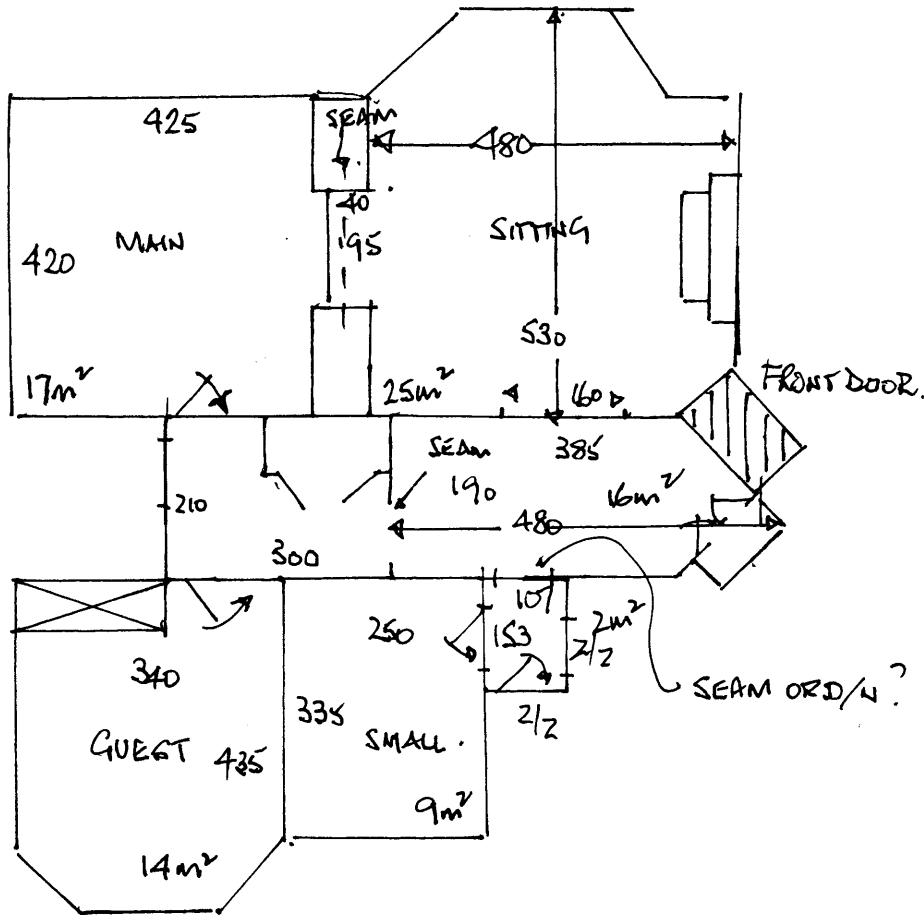 425
SEAM
480
40
195
MAIN
SITTING
420
530
17m²
25m²
160
FRONT DOOR.
385
SEAM
190
16m²
210
480
300
107
250
153
2m²
2/2
340
335
SEAM OR D/N?
2/2
GUEST
435
SMALL.
9m²
14m²